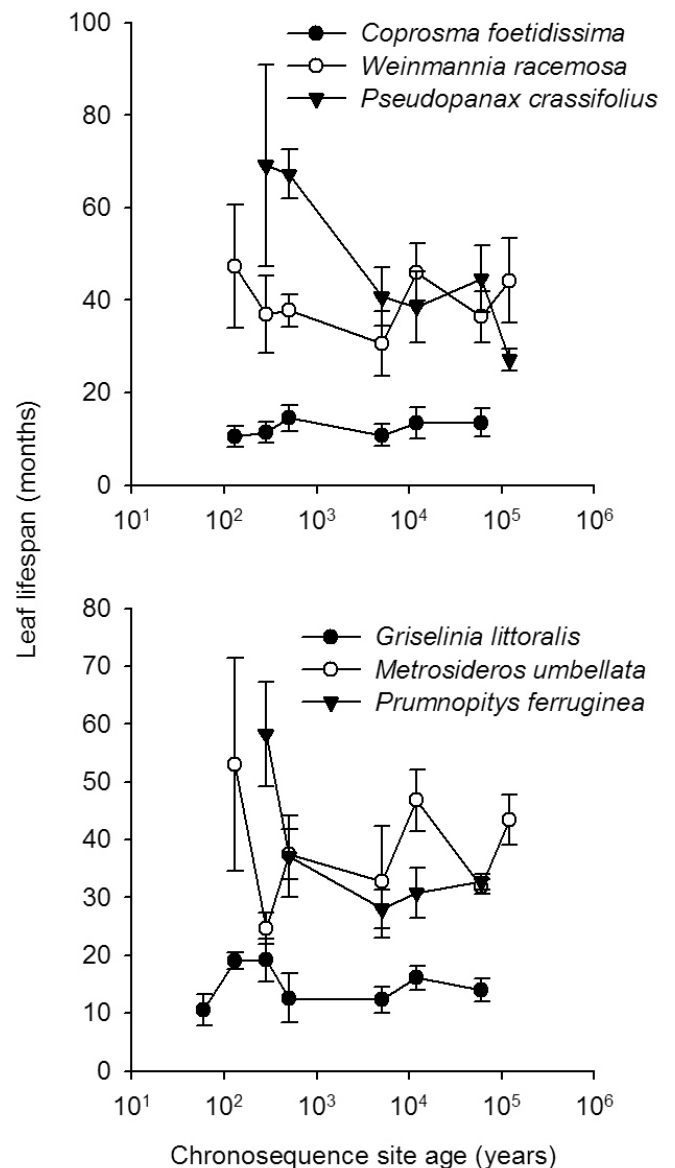 100
Coprosma foetidissima
Weinmannia racemosa
Pseudopanax crassifolius
80
60
40
20
0
10¹ 10² 10³ 10⁴ 10⁵ 10⁶
Leaf lifespan (months)
80
Griselinia littoralis
Metrosideros umbellata
Prumnopitys ferruginea
70
60
50
40
30
20
10
0
10¹ 10² 10³ 10⁴ 10⁵ 10⁶
Chronosequence site age (years)